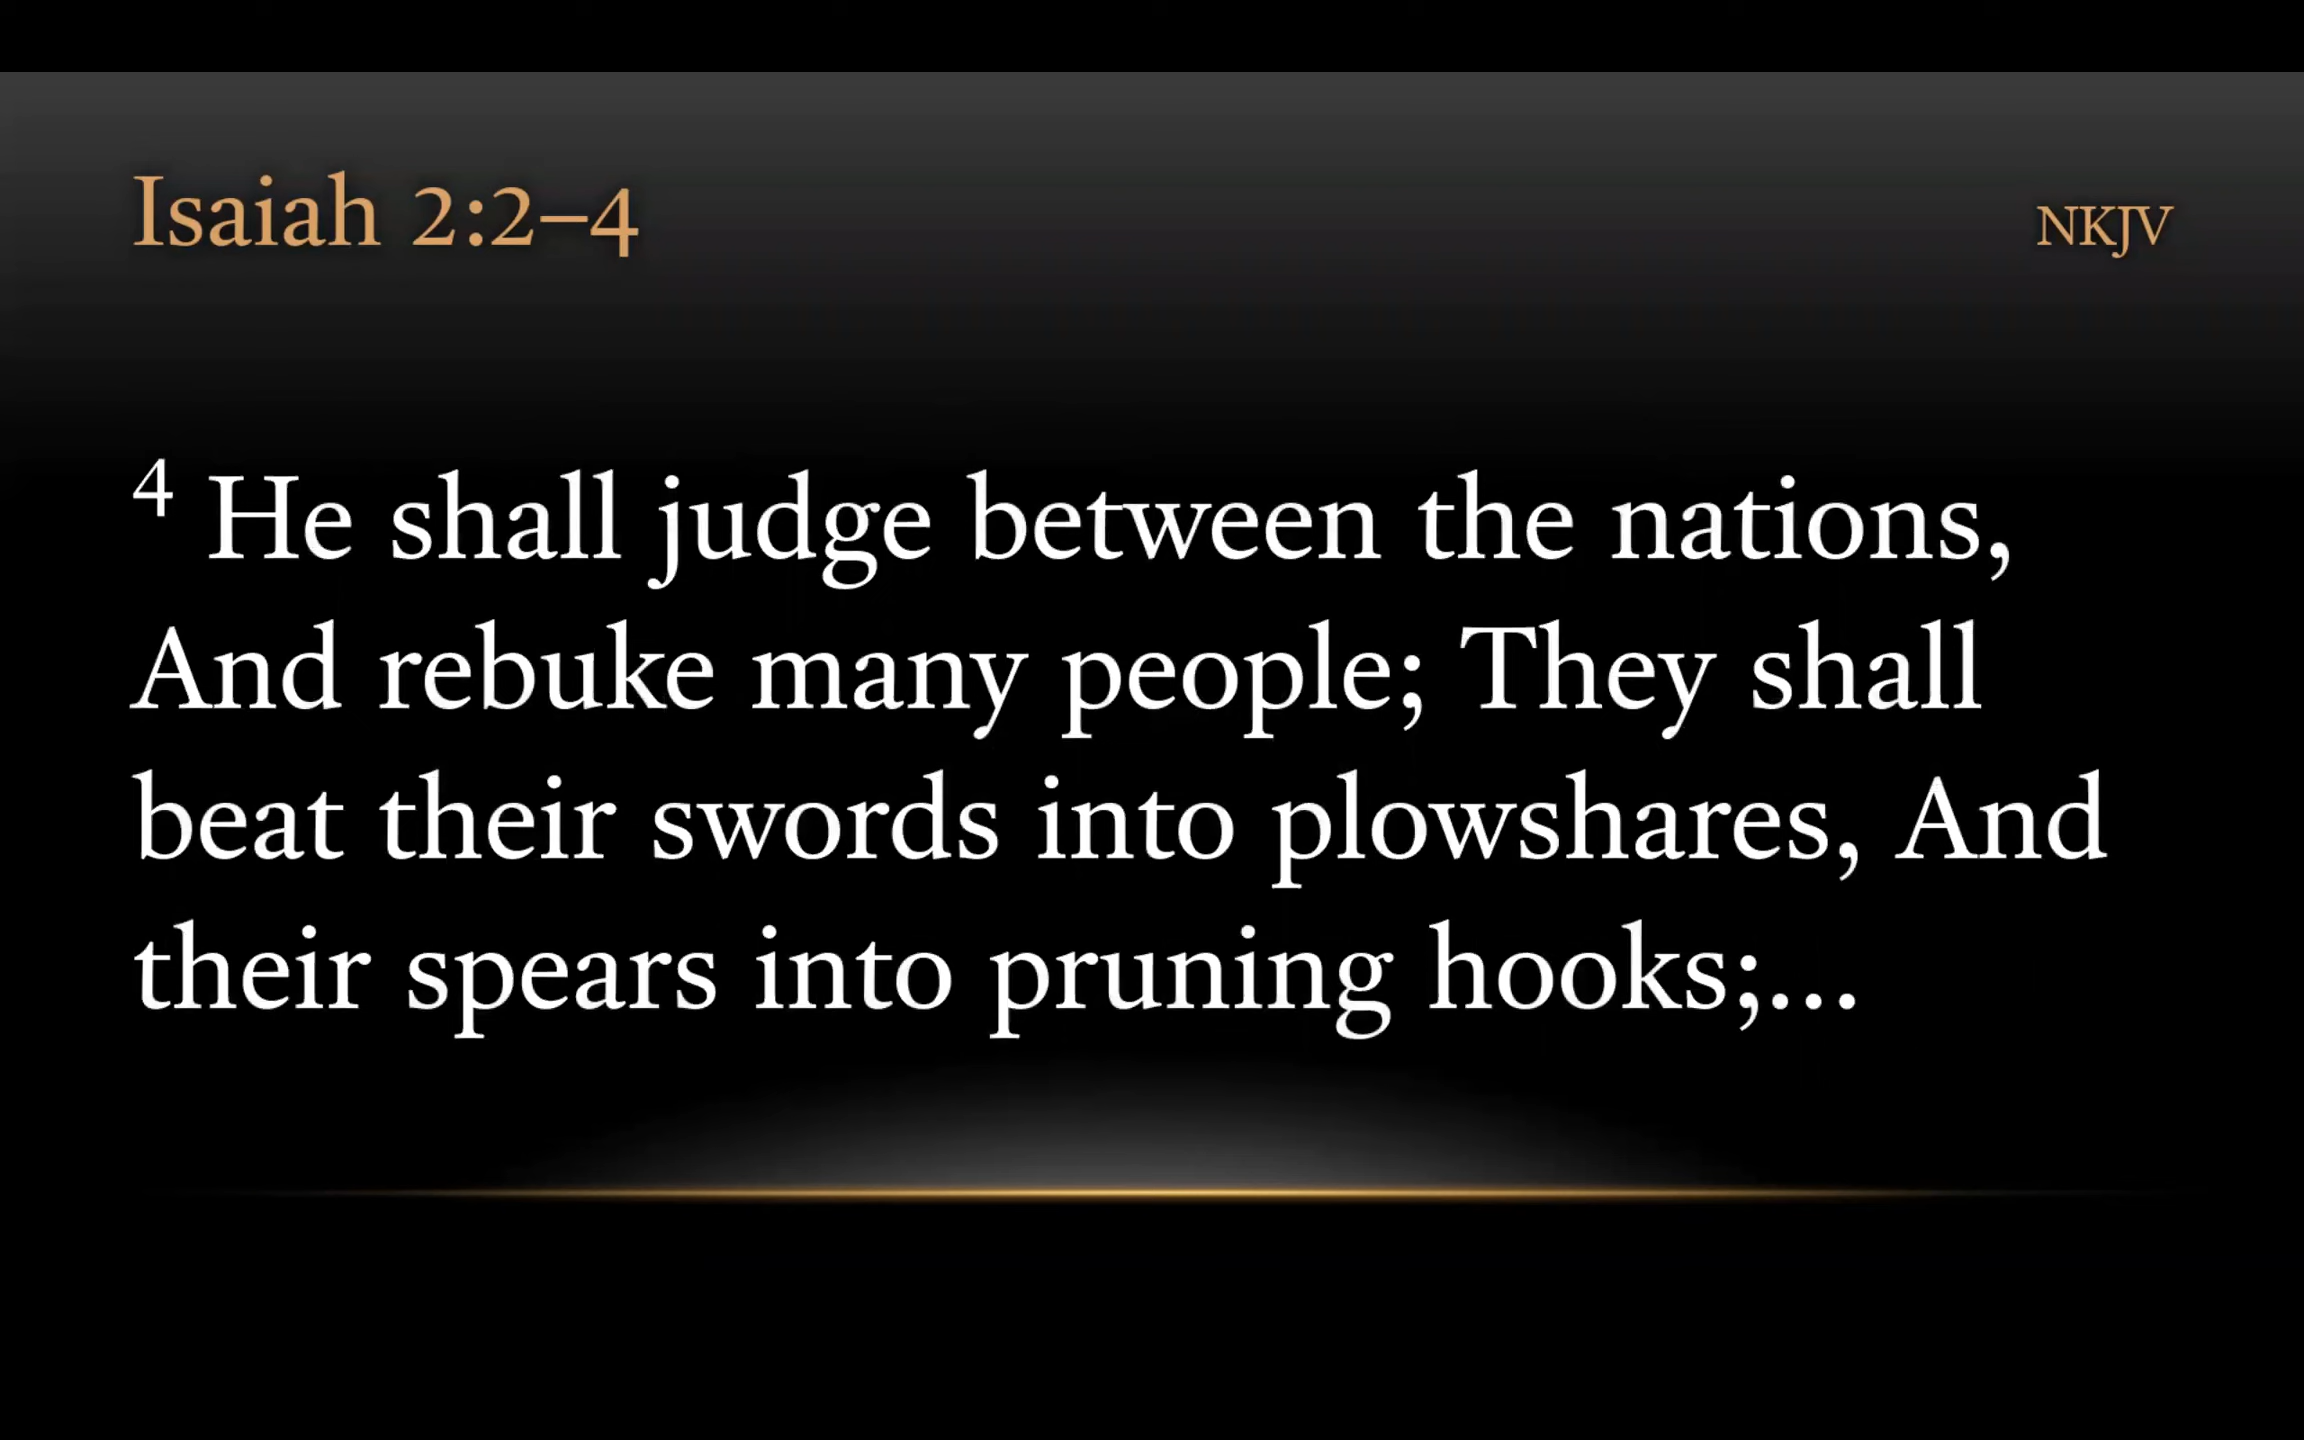 Isaiah 2:2–4
NKJV
4 He shall judge between the nations,
And rebuke many people; They shall
beat their swords into plowshares, And
their spears into pruning hooks;...